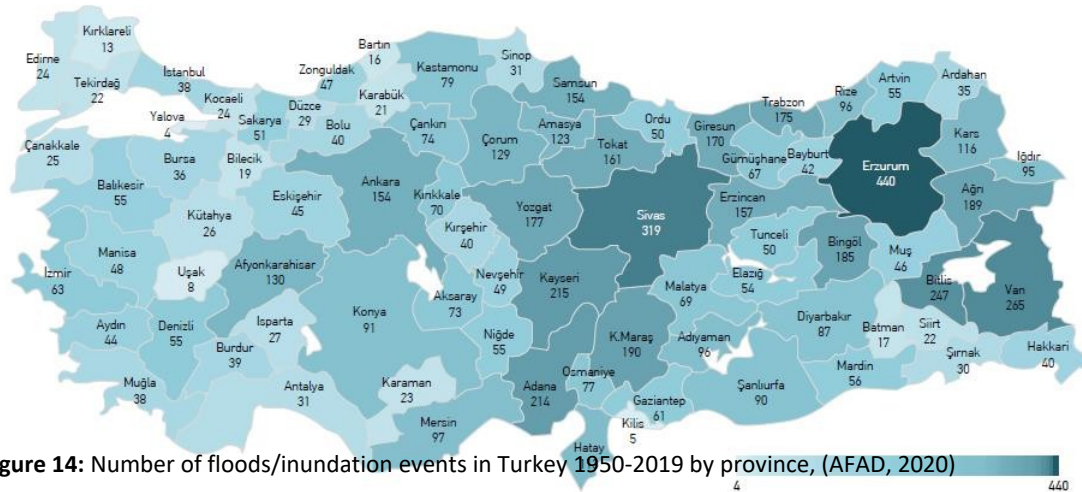 Kırklareli
13
Edirne
24
Tekirdağ
22
İstanbul
38
Kocaeli
24
Yalova
4
Sakarya
51
Düzce
29
Zonguldak
47
Bartın
16
Karabük
21
Bolu
40
Kastamonu
79
Sinop
31
Samsun
154
Çankırı
74
Çorum
129
Amasya
123
Tokat
161
Ordu
50
Giresun
170
Trabzon
175
Gümüşhane
67
Bayburt
42
Rize
96
Artvin
55
Ardahan
35
Kars
116
Iğdır
95
Erzurum
440
Ağrı
189
Çanakkale
25
Balıkesir
55
Bursa
36
Bilecik
19
Eskişehir
45
Kütahya
26
Ankara
154
Kırıkkale
70
Kırşehir
40
Yozgat
177
Sivas
319
Erzincan
157
Tunceli
50
Bingöl
185
Muş
46
Bitlis
247
Van
265
Manisa
48
İzmir
63
Uşak
8
Afyonkarahisar
130
Konya
91
Aksaray
73
Nevşehir
49
Kayseri
215
Malatya
69
Elazığ
54
Diyarbakır
87
Batman
17
Siirt
22
Şırnak
30
Hakkari
40
Aydın
44
Denizli
55
Isparta
27
Burdur
39
Muğla
38
Antalya
31
Karaman
23
Niğde
55
Mersin
97
Adana
214
Osmaniye
77
K.Maraş
190
Adıyaman
96
Gaziantep
61
Kilis
5
Şanlıurfa
90
Mardin
56
Hatay
gure 14: Number of floods/inundation events in Turkey 1950-2019 by province, (AFAD, 2020)
4 440